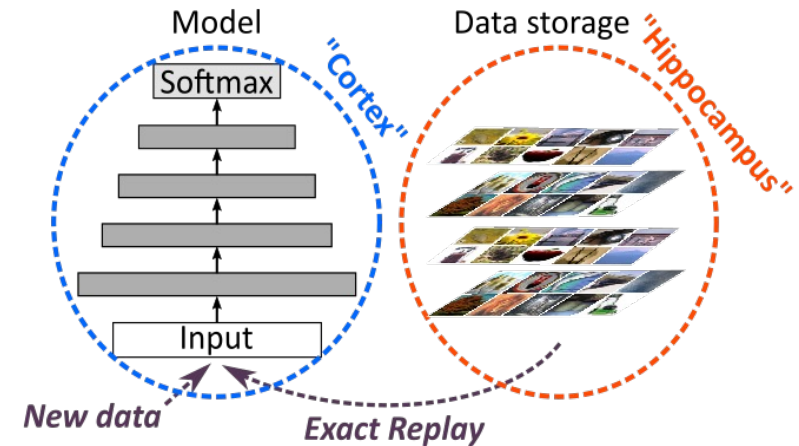 Model
Data storage
"Cortex"
"Hippocampus"
Softmax
Input
New data
Exact Replay